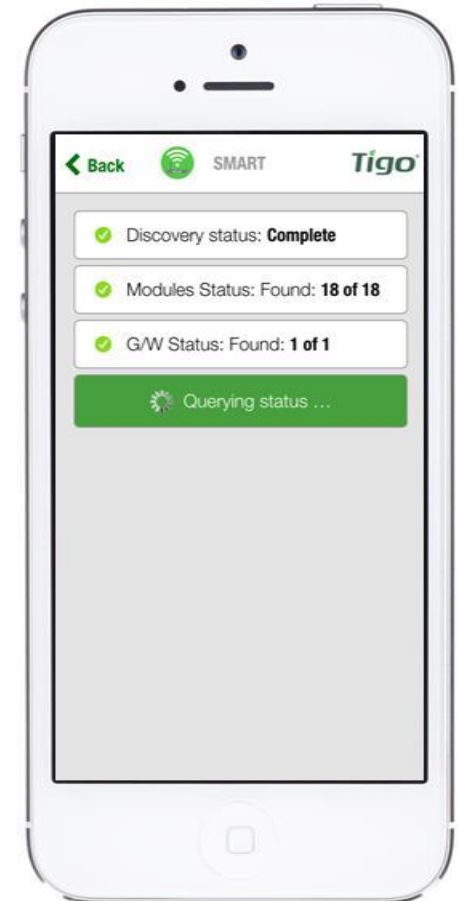 Back SMART Tigo
Discovery status: Complete
Modules Status: Found: 18 of 18
G/W Status: Found: 1 of 1
Querying status ...